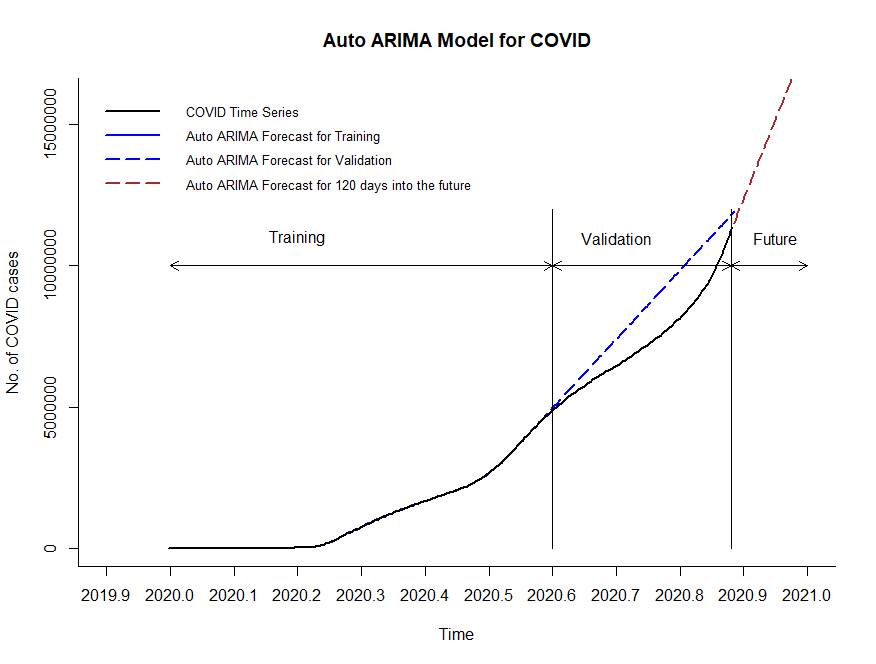 Auto ARIMA Model for COVID
COVID Time Series
Auto ARIMA Forecast for Training
Auto ARIMA Forecast for Validation
Auto ARIMA Forecast for 120 days into the future
Training
Validation
Future
No. of COVID cases
15000000
10000000
5000000
0
2019.9 2020.0 2020.1 2020.2 2020.3 2020.4 2020.5 2020.6 2020.7 2020.8 2020.9 2021.0
Time